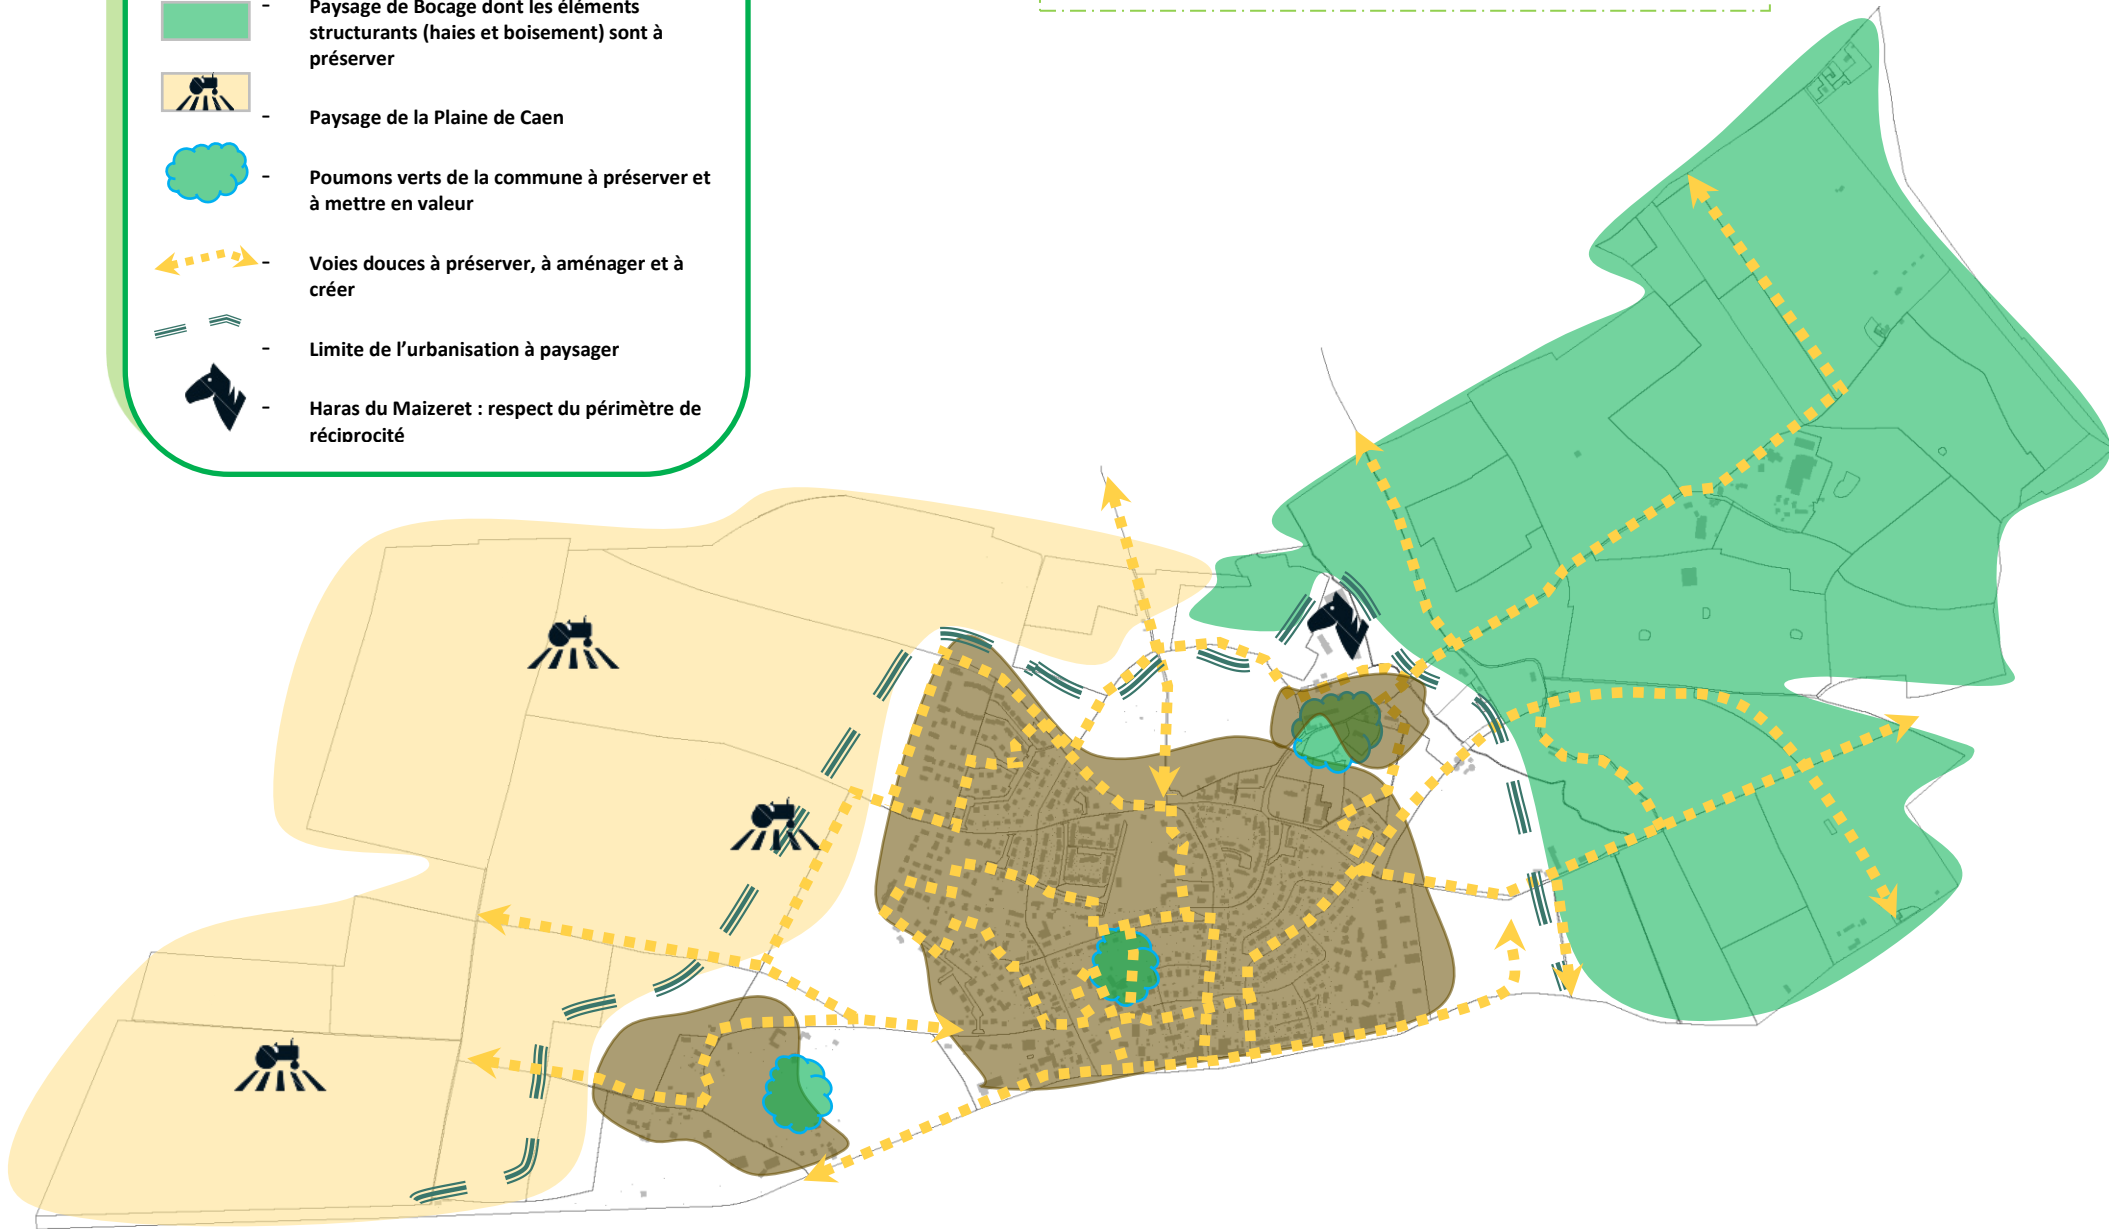 - Paysage de Bocage dont les éléments
structurants (haies et boisement) sont à
préserver
- Paysage de la Plaine de Caen
- Poumons verts de la commune à préserver et
à mettre en valeur
- Voies douces à préserver, à aménager et à
créer
- Limite de l’urbanisation à paysager
- Haras du Maizeret : respect du périmètre de
réciprocité